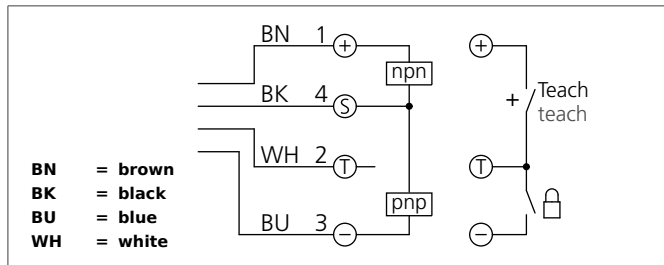 BN 1 +
npn
BK 4 S
WH 2 T
pnp
BU 3 −
BN = brown
BK = black
BU = blue
WH = white
+
+ Teach
teach
T
−